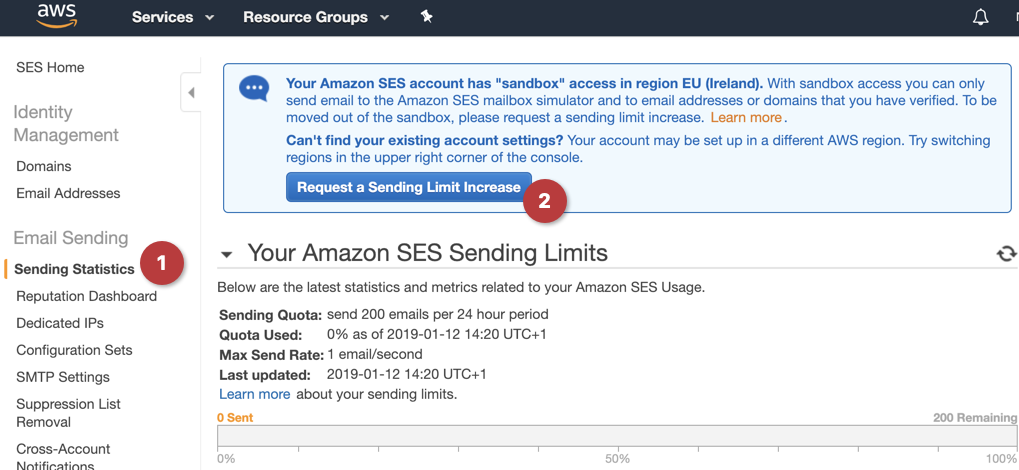 aws
Services
Resource Groups
SES Home
Identity
Management
Domains
Email Addresses
Email Sending
Sending Statistics
1
Reputation Dashboard
Dedicated IPs
Configuration Sets
SMTP Settings
Suppression List
Removal
Cross-Account
Notifications
Your Amazon SES account has "sandbox" access in region EU (Ireland). With sandbox access you can only
send email to the Amazon SES mailbox simulator and to email addresses or domains that you have verified. To be
moved out of the sandbox, please request a sending limit increase. Learn more.
Can't find your existing account settings? Your account may be set up in a different AWS region. Try switching
regions in the upper right corner of the console.
Request a Sending Limit Increase
2
Your Amazon SES Sending Limits
Below are the latest statistics and metrics related to your Amazon SES Usage.
Sending Quota: send 200 emails per 24 hour period
Quota Used: 0% as of 2019-01-12 14:20 UTC+1
Max Send Rate: 1 email/second
Last updated: 2019-01-12 14:20 UTC+1
Learn more about your sending limits.
0 Sent 200 Remaining
0% 50% 100%